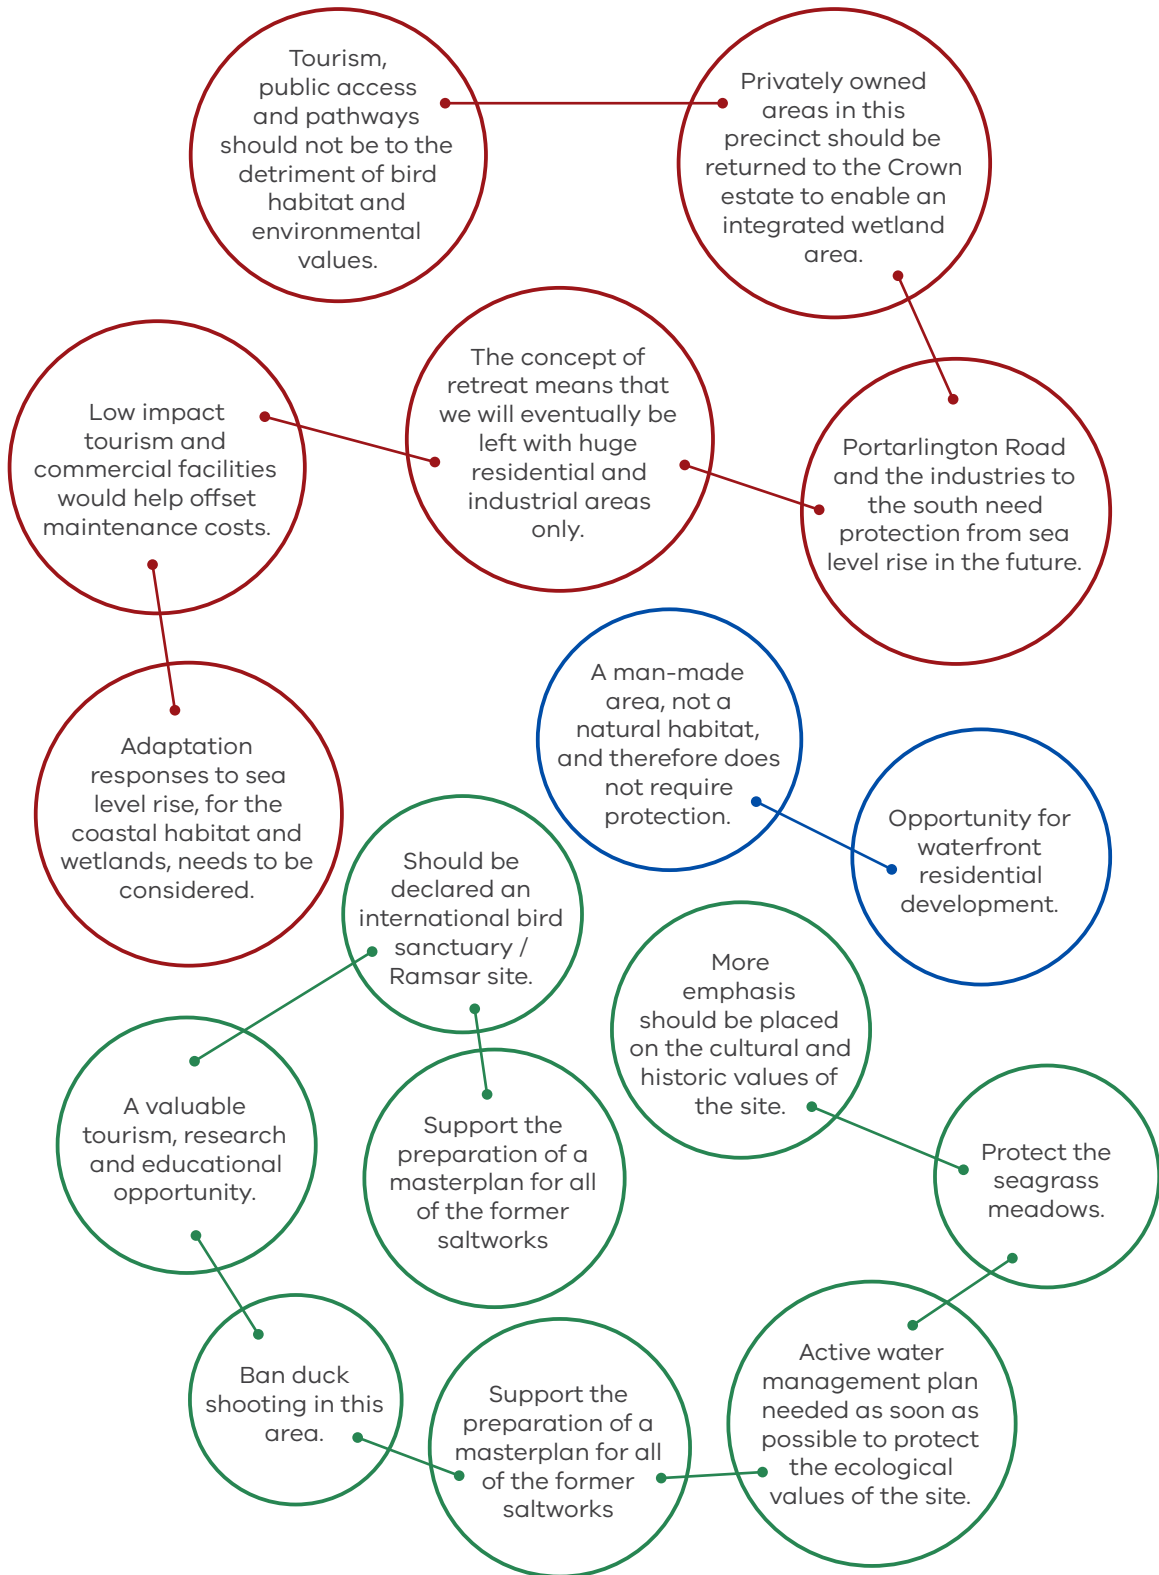 Tourism,
public access
and pathways
should not be to the
detriment of bird
habitat and
environmental
values.
Privately owned
areas in this
precinct should be
returned to the Crown
estate to enable an
integrated wetland
area.
The concept of
retreat means that
we will eventually be
left with huge
residential and
industrial areas
only.
Low impact
tourism and
commercial facilities
would help offset
maintenance costs.
Portarlington Road
and the industries to
the south need
protection from sea
level rise in the future.
A man-made
area, not a
natural habitat,
and therefore does
not require
protection.
Adaptation
responses to sea
level rise, for the
coastal habitat and
wetlands, needs to be
considered.
Opportunity for
waterfront
residential
development.
Should be
declared an
international bird
sanctuary /
Ramsar site.
More
emphasis
should be placed
on the cultural and
historic values of
the site.
A valuable
tourism, research
and educational
opportunity.
Support the
preparation of a
masterplan for all
of the former
saltworks
Protect the
seagrass
meadows.
Ban duck
shooting in this
area.
Support the
preparation of a
masterplan for all
of the former
saltworks
Active water
management plan
needed as soon as
possible to protect
the ecological
values of the site.